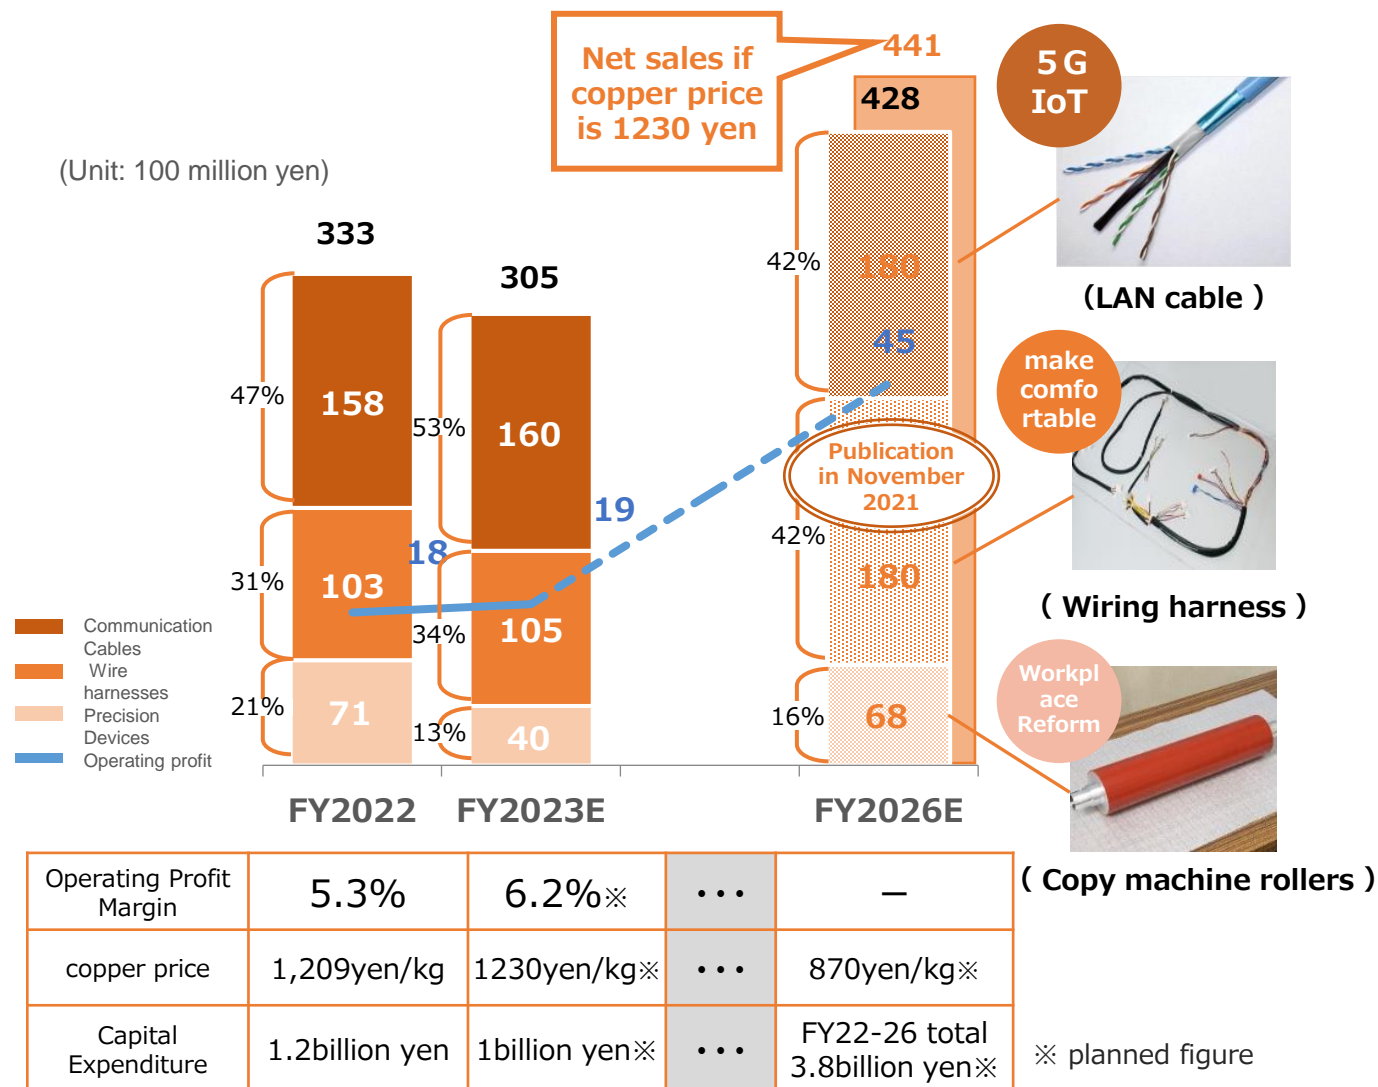 Net sales if
copper price
is 1230 yen
441
428
5G
IoT
(Unit: 100 million yen)
333
305
47%
158
31%
103
21%
71
18
53%
160
34%
105
13%
40
19
42%
180
45
Publication
in November
2021
42%
180
16%
68
（LAN cable ）
make
comfo
rtable
（ Wiring harness ）
Workpl
ace
Reform
（ Copy machine rollers ）
Communication
Cables
Wire
harnesses
Precision
Devices
Operating profit
FY2022
FY2023E
FY2026E
Operating Profit
Margin
5.3%
6.2%※
・・・
－
copper price
1,209yen/kg
1230yen/kg※
・・・
870yen/kg※
Capital
Expenditure
1.2billion yen
1billion yen※
・・・
FY22-26 total
3.8billion yen※
※ planned figure